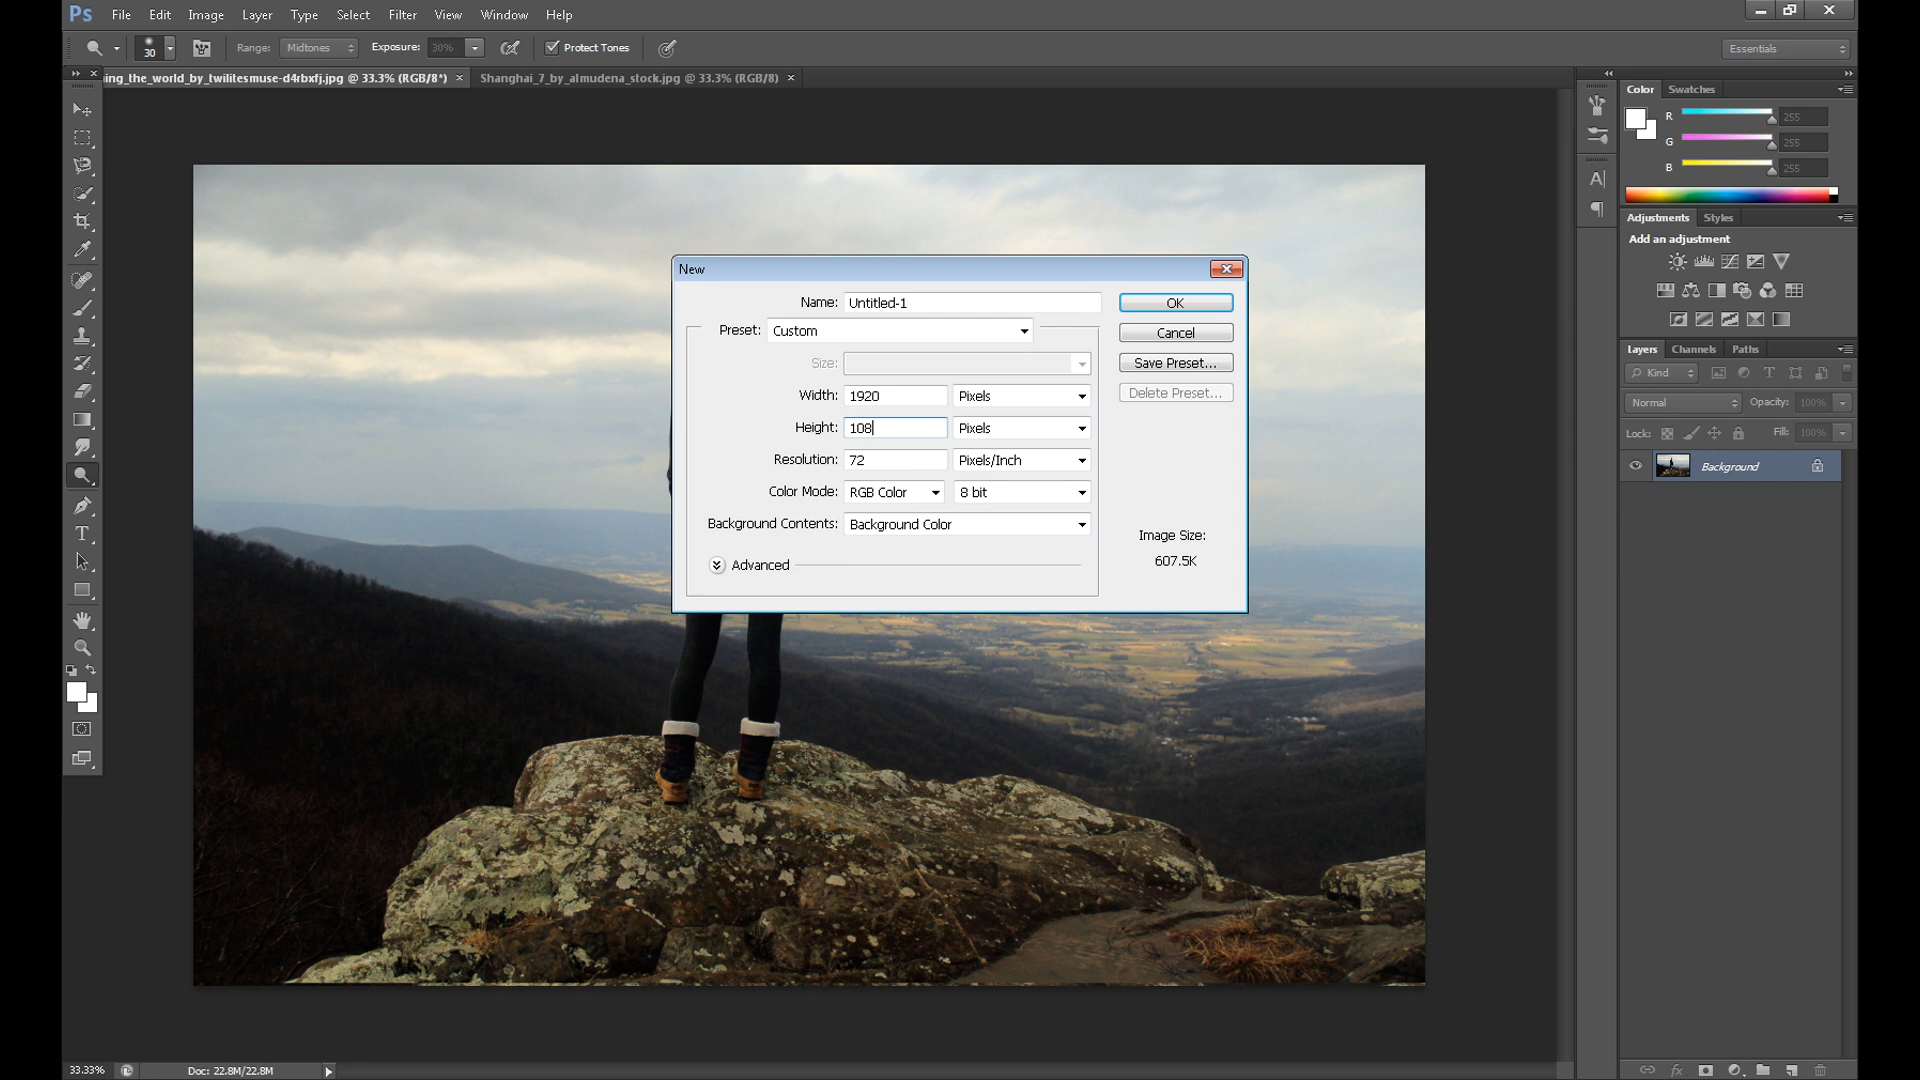 Ps File Edit Image Layer Type Select Filter View Window Help
30 Range: Midtones Exposure: 30% Protect Tones Essentials
ing_the_world_by_twilitesmuse-d4rbxfj.jpg @ 33.3% (RGB/8*) × Shanghai_7_by_almudena_stock.jpg @ 33.3% (RGB/8) ×
Color Swatches
R 255
G 255
B 255
Adjustments Styles
Add an adjustment
Layers Channels Paths
Kind
Normal Opacity: 100%
Lock: Fill: 100%
Background
New
Name: Untitled-1 OK
Preset: Custom Cancel
Size: Save Preset...
Width: 1920 Pixels Delete Preset...
Height: 108 Pixels
Resolution: 72 Pixels/Inch
Color Mode: RGB Color 8 bit
Background Contents: Background Color
Image Size:
607.5K
Advanced
33.33% Doc: 22.8M/22.8M